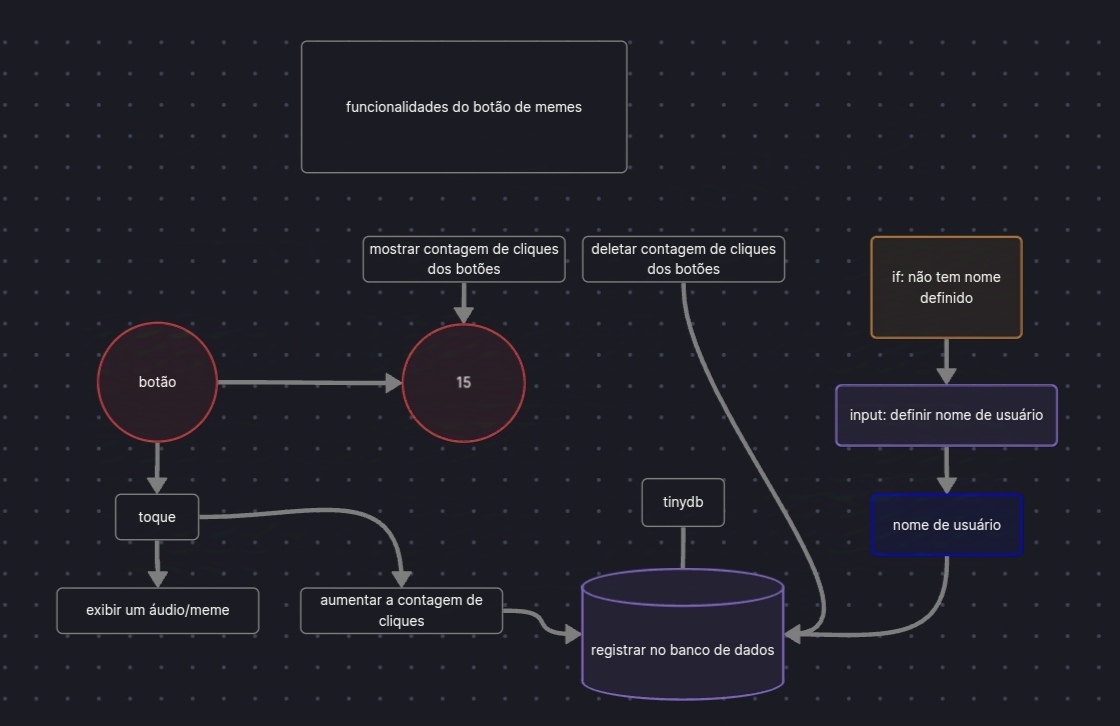 funcionalidades do botão de memes
mostrar contagem de cliques
dos botões
deletar contagem de cliques
dos botões
if: não tem nome
definido
botão
15
input: definir nome de usuário
toque
tinydb
nome de usuário
exibir um áudio/meme
aumentar a contagem de
cliques
registrar no banco de dados